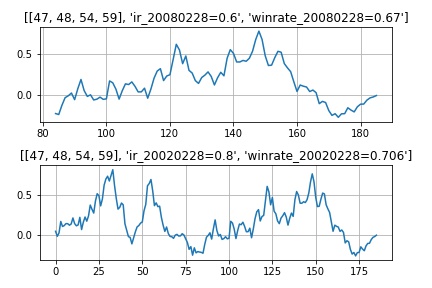 [[47, 48, 54, 59], 'ir_20080228=0.6', 'winrate_20080228=0.67']
0.5
0.0
80 100 120 140 160 180
[[47, 48, 54, 59], 'ir_20020228=0.8', 'winrate_20020228=0.706']
0.5
0.0
0 25 50 75 100 125 150 175